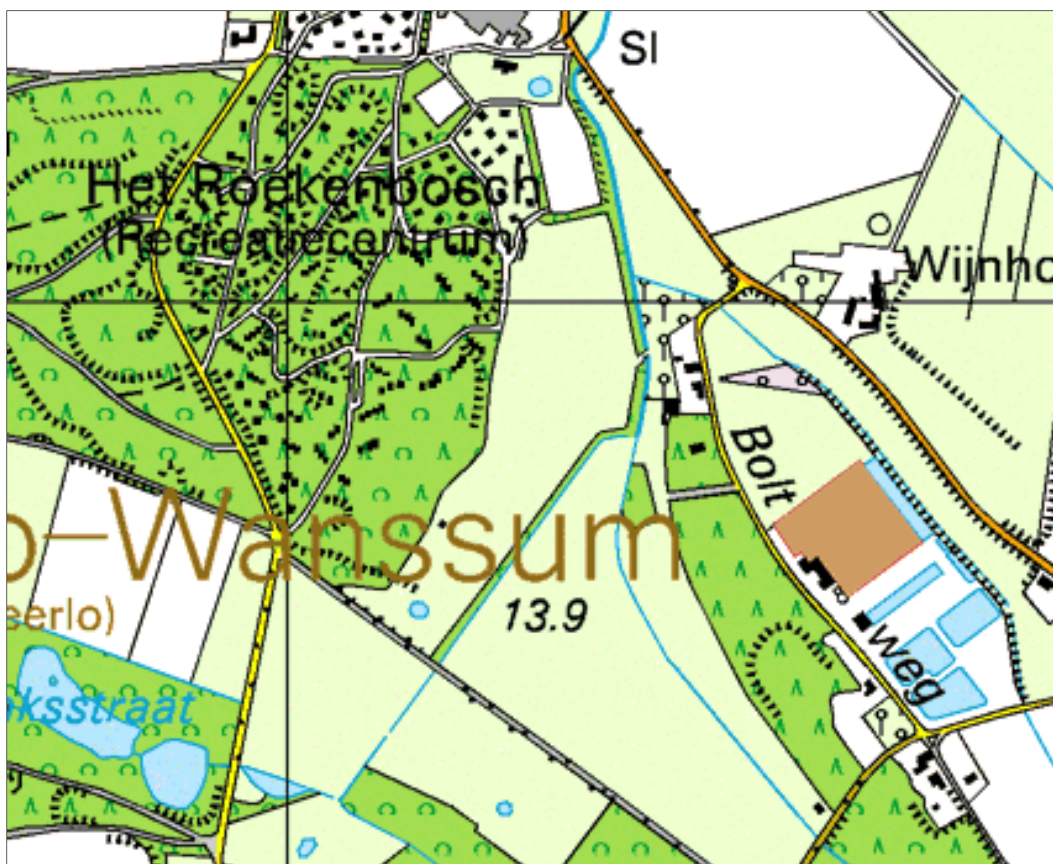 Sl
Het Roekenbosch
(Recreatiecentrum)
Wijnho
Bolt
weg
o-Wanssum
eerlo)
13.9
ksstraat